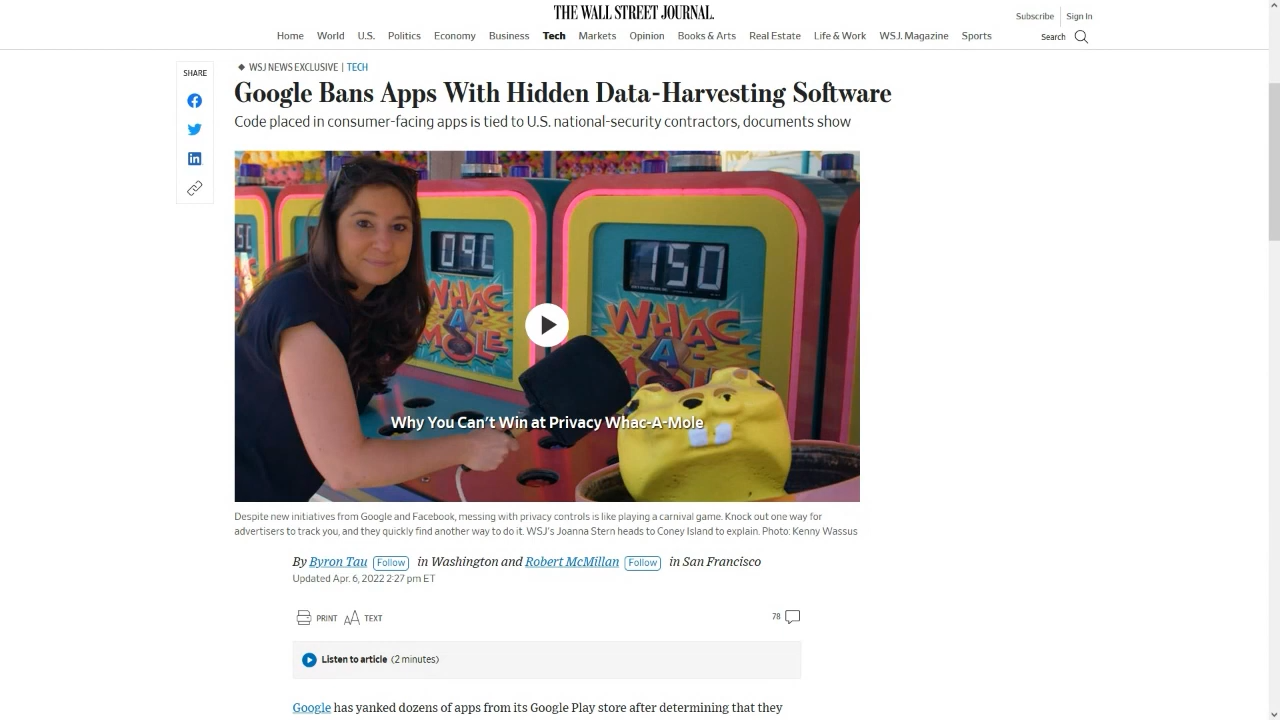 THE WALL STREET JOURNAL.
Subscribe Sign In
Home World U.S. Politics Economy Business Tech Markets Opinion Books & Arts Real Estate Life & Work WSJ. Magazine Sports
Search
SHARE
WSJ NEWS EXCLUSIVE | TECH
Google Bans Apps With Hidden Data-Harvesting Software
Code placed in consumer-facing apps is tied to U.S. national-security contractors, documents show
090
150
WHAC
A
MOLE
WHAC
A
Why You Can't Win at Privacy Whac-A-Mole
Despite new initiatives from Google and Facebook, messing with privacy controls is like playing a carnival game. Knock out one way for
advertisers to track you, and they quickly find another way to do it. WSJ's Joanna Stern heads to Coney Island to explain. Photo: Kenny Wassus
By Byron Tau Follow in Washington and Robert McMillan Follow in San Francisco
Updated Apr. 6, 2022 2:27 pm ET
PRINT AA TEXT
78
Listen to article (2 minutes)
Google has yanked dozens of apps from its Google Play store after determining that they